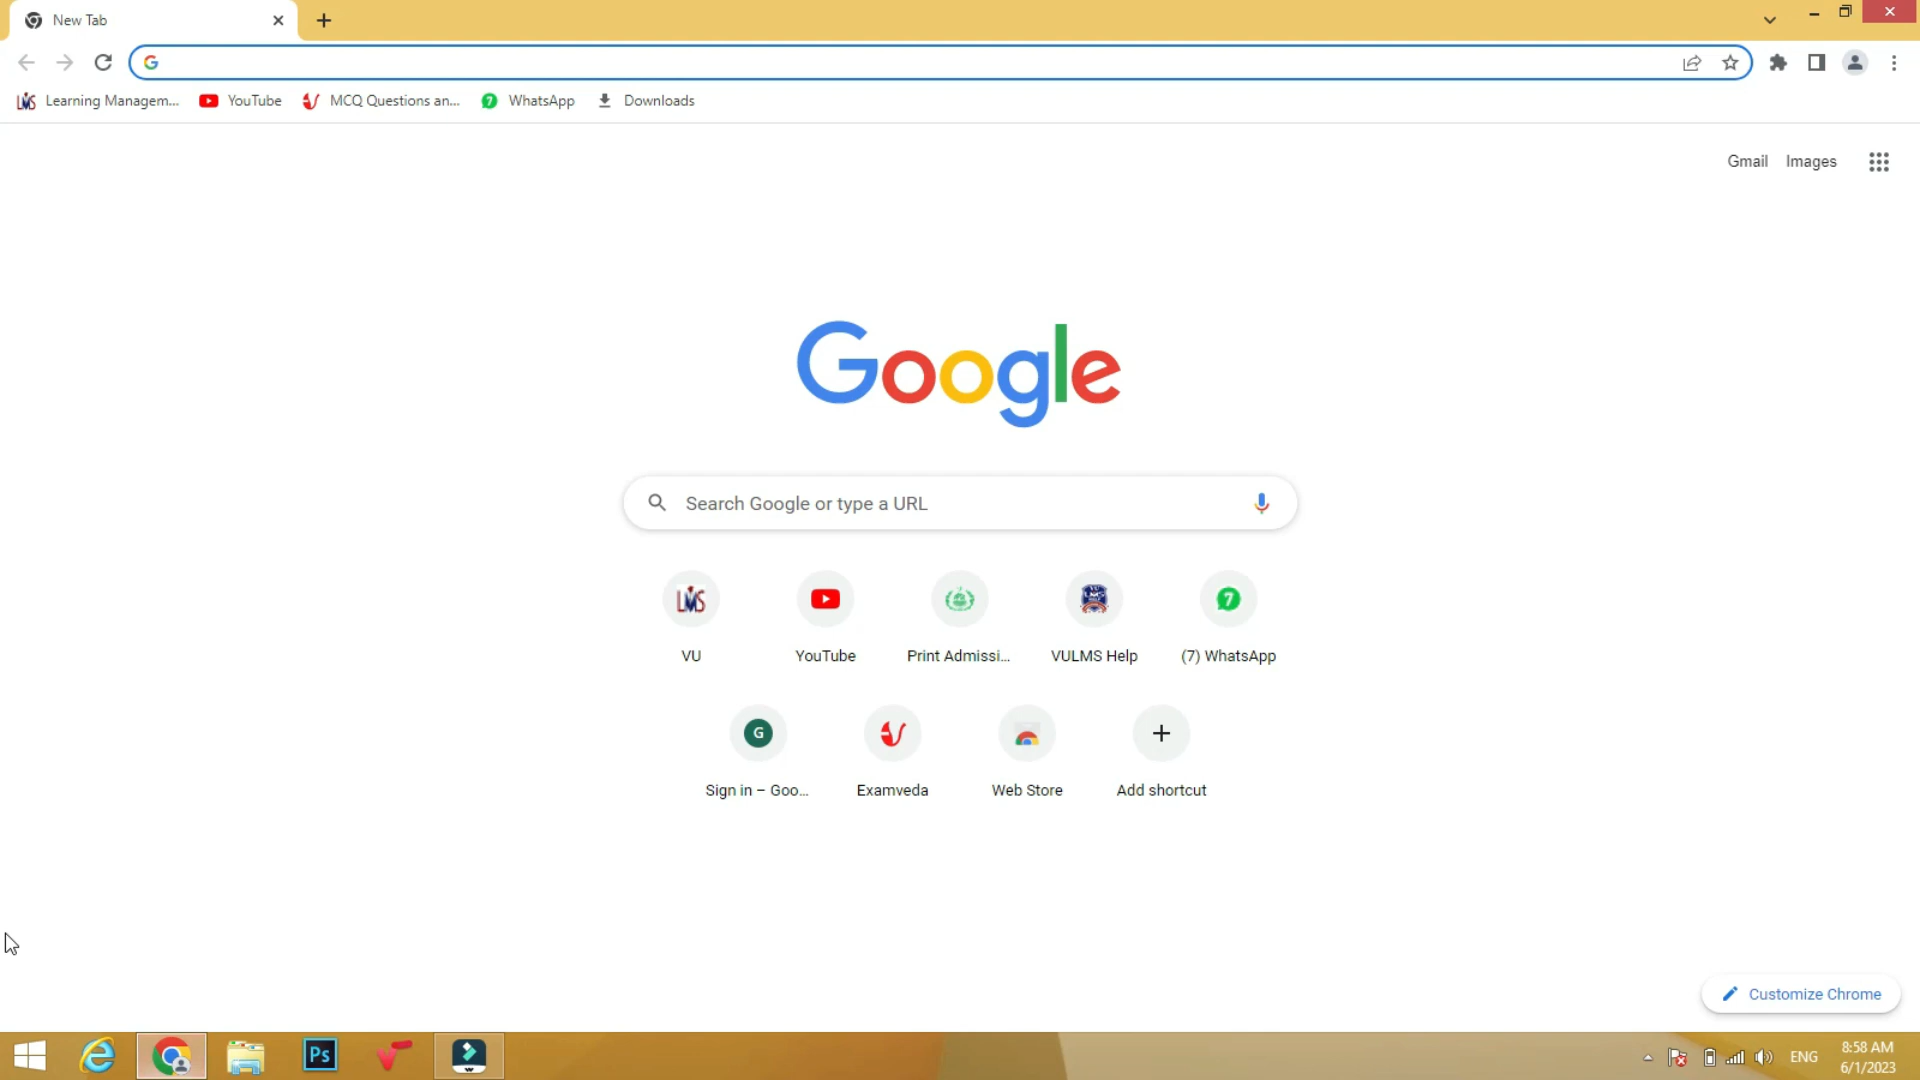 New Tab
Learning Managem...
YouTube
MCQ Questions an...
WhatsApp
Downloads
Gmail
Images
Google
Search Google or type a URL
VU
YouTube
Print Admissi...
VULMS Help
(7) WhatsApp
G
Sign in – Goo...
Examveda
Web Store
Add shortcut
Customize Chrome
Ps
ENG
8:58 AM
6/1/2023